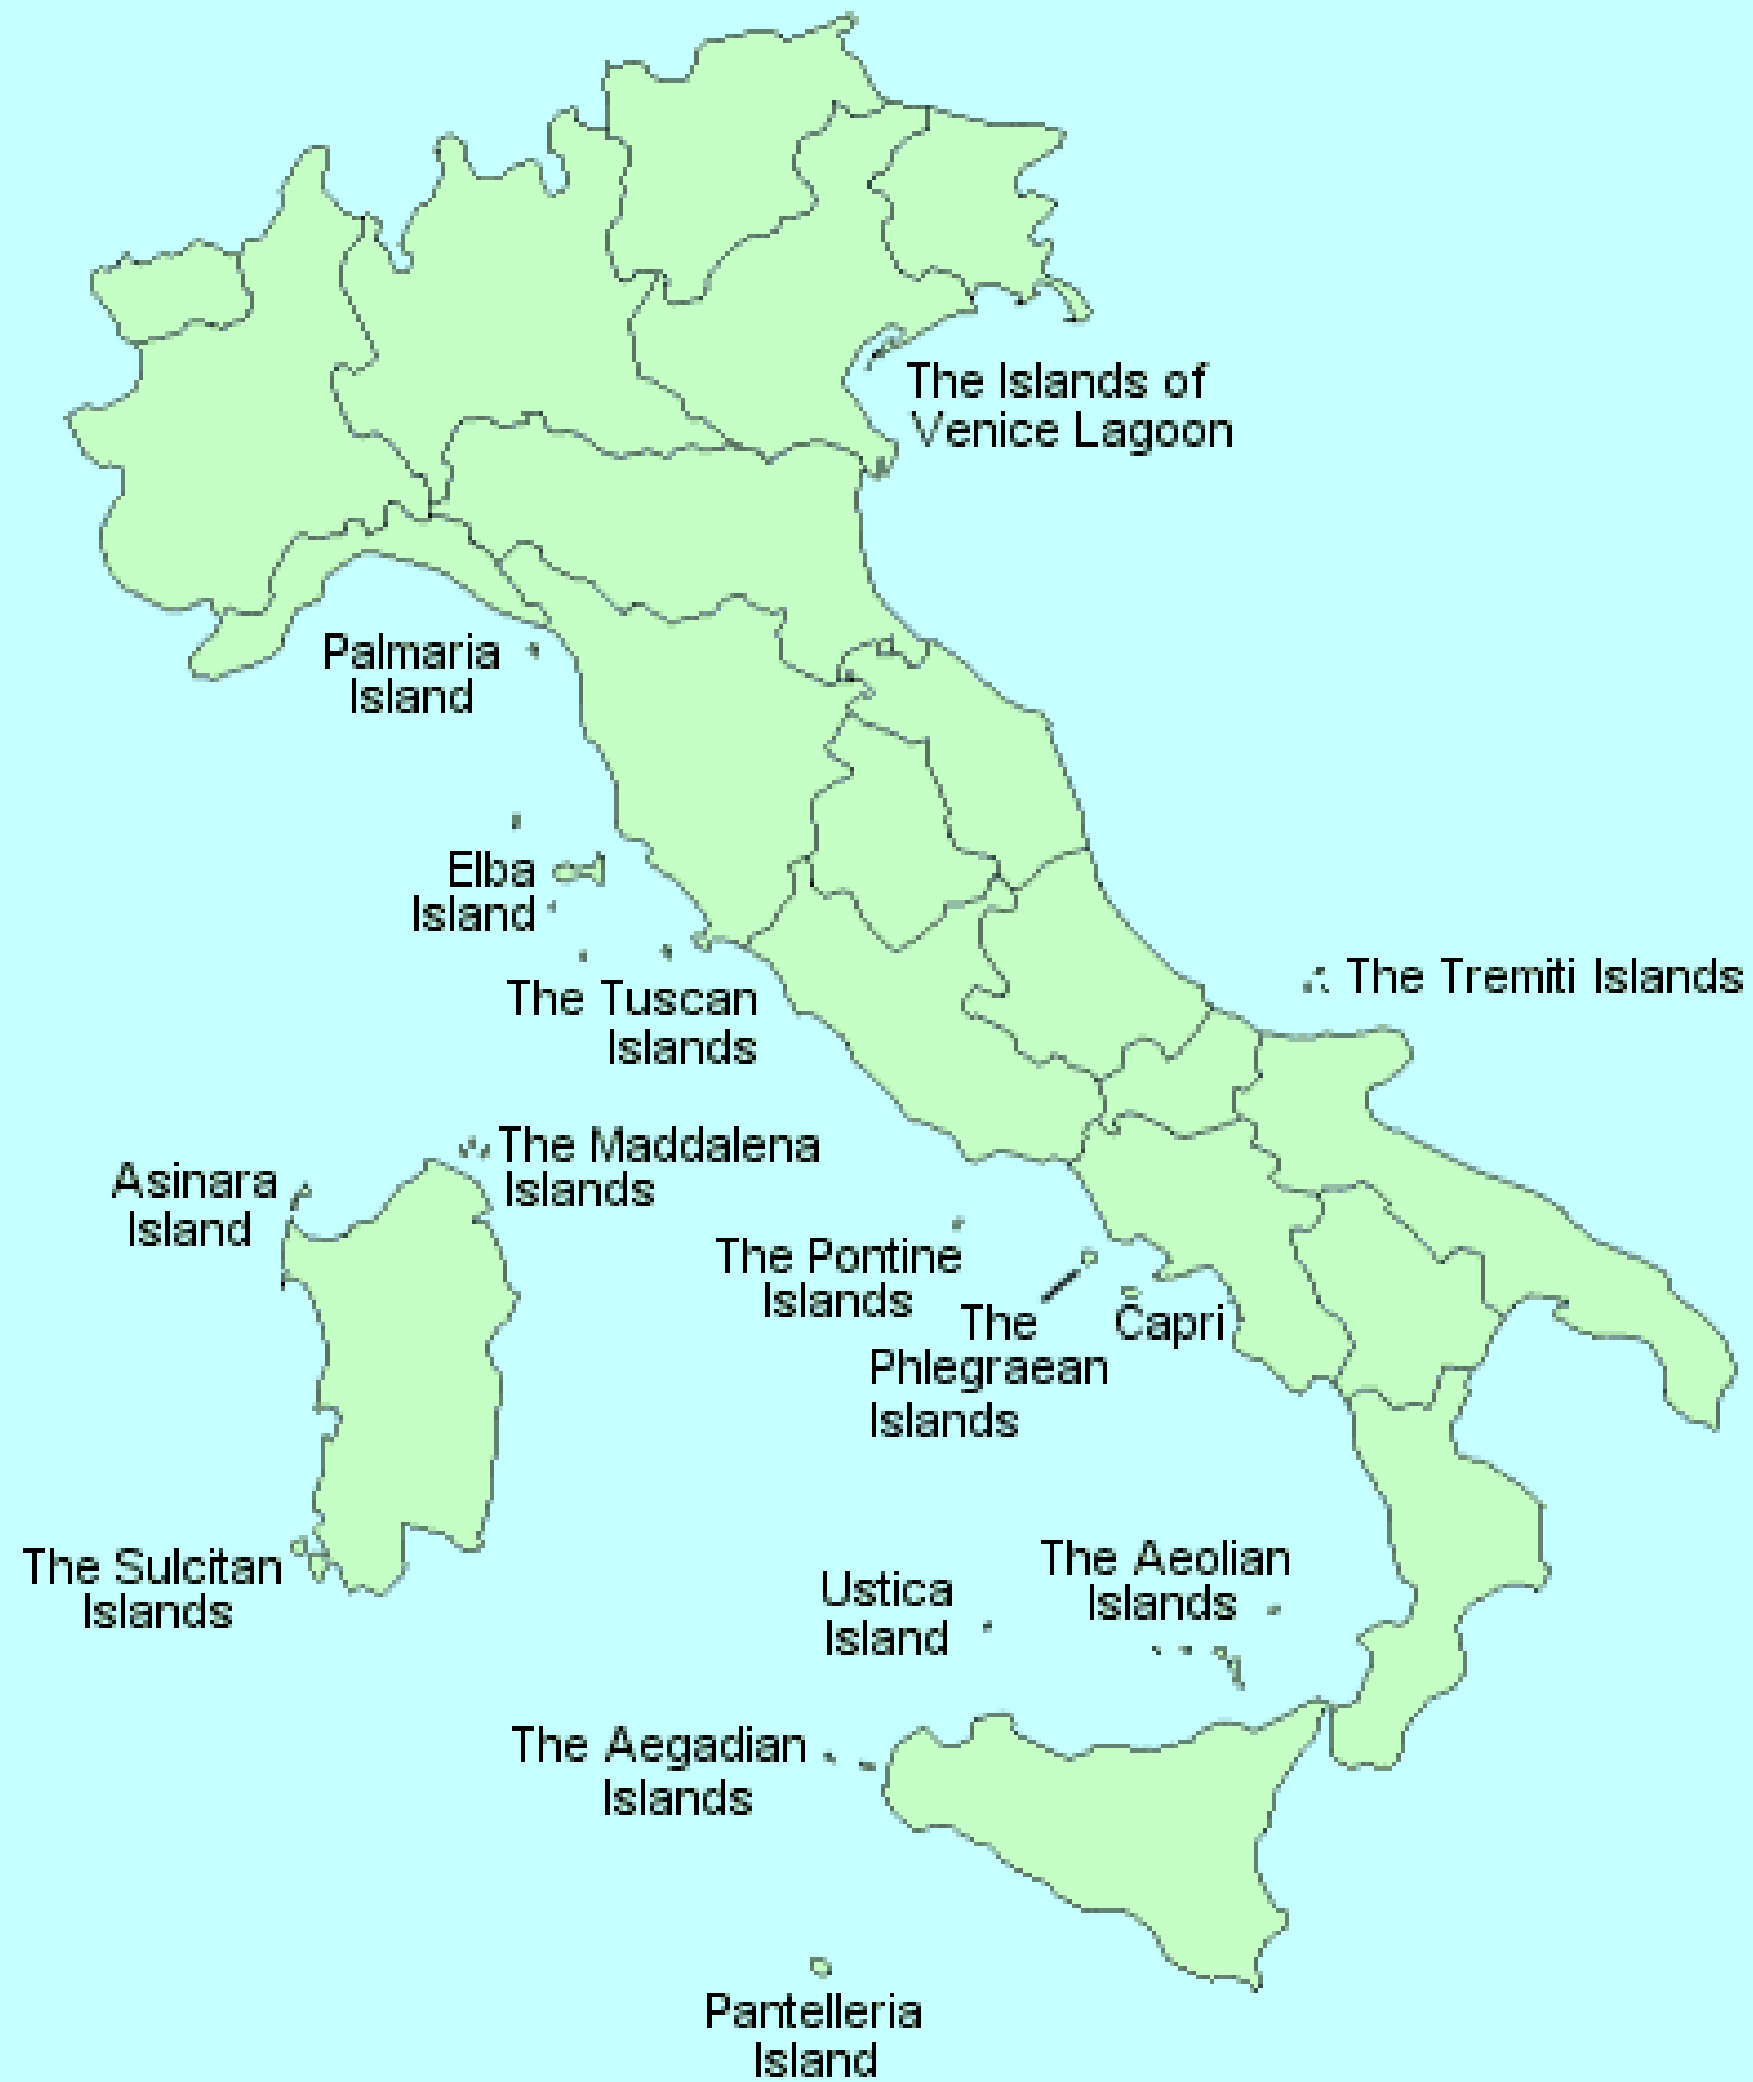 The Islands of
Venice Lagoon
Palmaria
Island
Elba
Island
The Tuscan
Islands
The Tremiti Islands
The Maddalena
Islands
Asinara
Island
The Pontine
Islands
The
Phlegraean
Islands
Capri
The Sulcitan
Islands
Ustica
Island
The Aeolian
Islands
The Aegadian
Islands
Pantelleria
Island